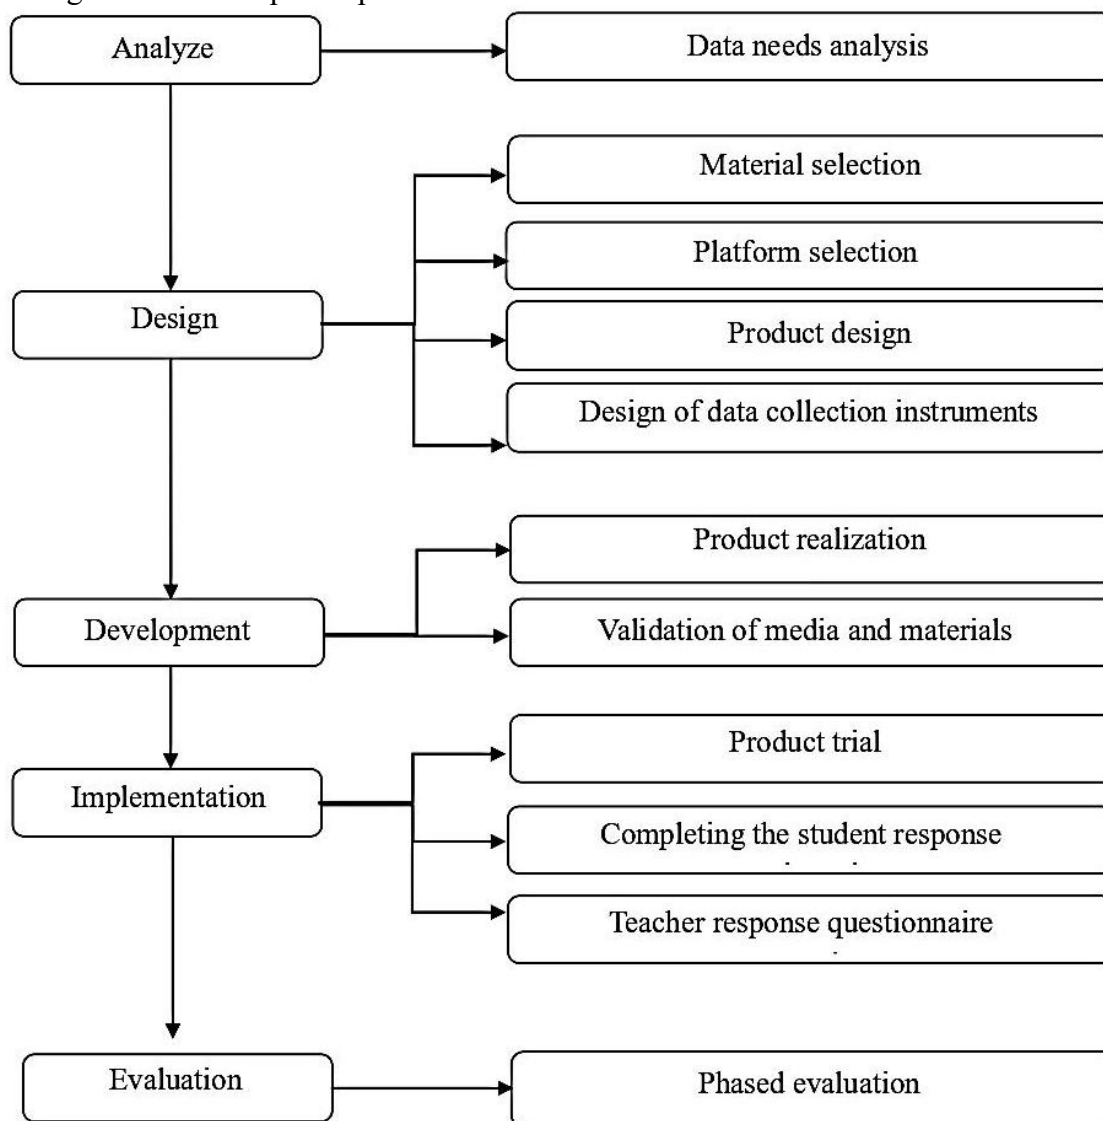 Analyze
Data needs analysis
Material selection
Platform selection
Design
Product design
Design of data collection instruments
Product realization
Development
Validation of media and materials
Product trial
Implementation
Completing the student response
Teacher response questionnaire
Evaluation
Phased evaluation